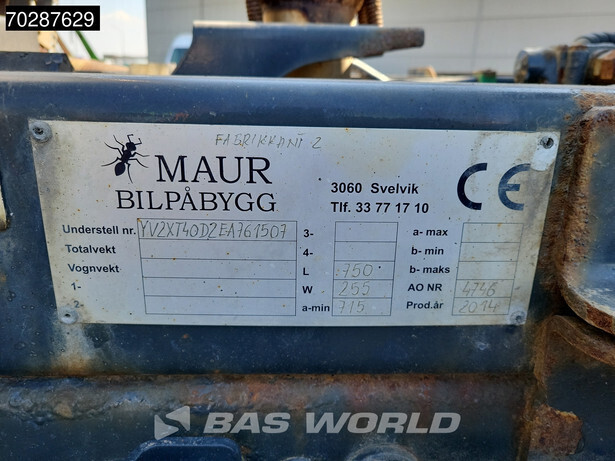 70287629
FABRIKKANT 2
MAUR
BILPÅBYGG
3060 Svelvik
Tlf. 33 77 17 10
CE
Understell nr. YV2XT40D2EA761507 3- a- max
Totalvekt 4- b- min
Vognvekt L 750 b- maks
1- W 255 AO NR 4746
2- a-min 715 Prod.år 2014
BAS WORLD